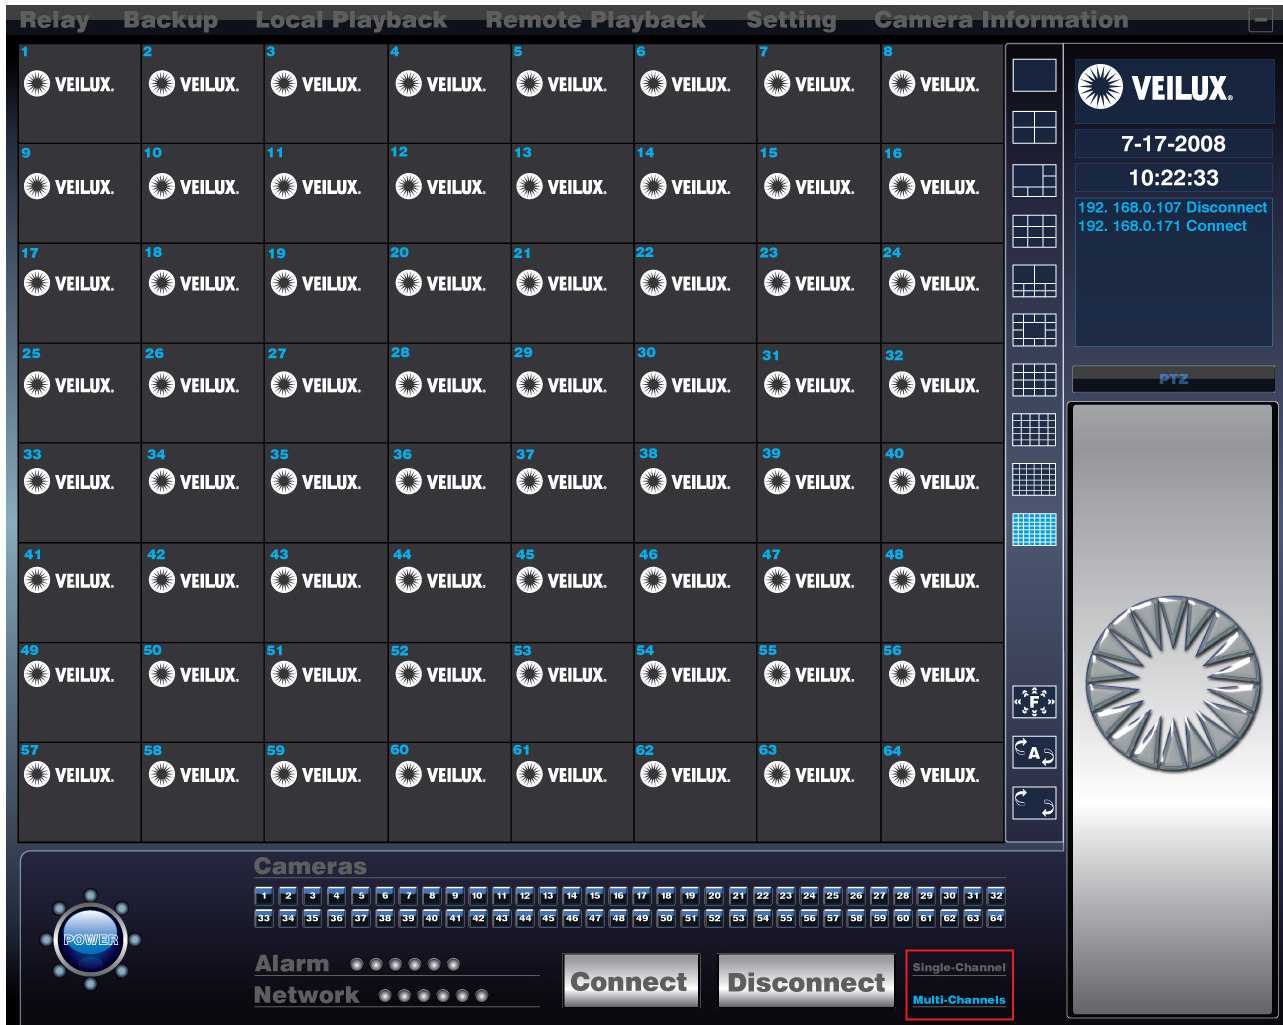 Relay Backup Local Playback Remote Playback Setting Camera Information
1 2 3 4 5 6 7 8
VEILUX. VEILUX. VEILUX. VEILUX. VEILUX. VEILUX. VEILUX. VEILUX.
9 10 11 12 13 14 15 16
VEILUX. VEILUX. VEILUX. VEILUX. VEILUX. VEILUX. VEILUX. VEILUX.
17 18 19 20 21 22 23 24
VEILUX. VEILUX. VEILUX. VEILUX. VEILUX. VEILUX. VEILUX. VEILUX.
25 26 27 28 29 30 31 32
VEILUX. VEILUX. VEILUX. VEILUX. VEILUX. VEILUX. VEILUX. VEILUX.
33 34 35 36 37 38 39 40
VEILUX. VEILUX. VEILUX. VEILUX. VEILUX. VEILUX. VEILUX. VEILUX.
41 42 43 44 45 46 47 48
VEILUX. VEILUX. VEILUX. VEILUX. VEILUX. VEILUX. VEILUX. VEILUX.
49 50 51 52 53 54 55 56
VEILUX. VEILUX. VEILUX. VEILUX. VEILUX. VEILUX. VEILUX. VEILUX.
57 58 59 60 61 62 63 64
VEILUX. VEILUX. VEILUX. VEILUX. VEILUX. VEILUX. VEILUX. VEILUX.
F
A
VEILUX.
7-17-2008
10:22:33
192. 168.0.107 Disconnect
192. 168.0.171 Connect
PTZ
POWER
Cameras
1 2 3 4 5 6 7 8 9 10 11 12 13 14 15 16 17 18 19 20 21 22 23 24 25 26 27 28 29 30 31 32
33 34 35 36 37 38 39 40 41 42 43 44 45 46 47 48 49 50 51 52 53 54 55 56 57 58 59 60 61 62 63 64
Alarm
Network
Connect
Disconnect
Single-Channel
Multi-Channels